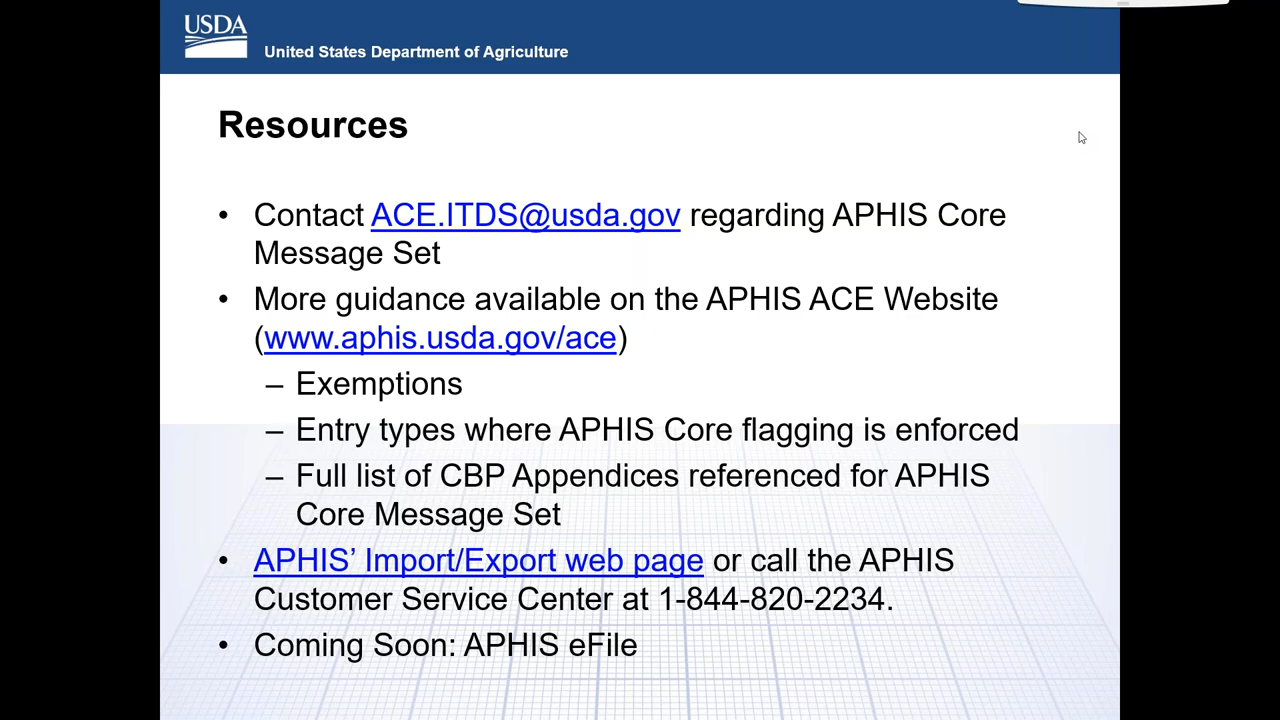 USDA
United States Department of Agriculture
Resources
• Contact ACE.ITDS@usda.gov regarding APHIS Core
Message Set
• More guidance available on the APHIS ACE Website
(www.aphis.usda.gov/ace)
– Exemptions
– Entry types where APHIS Core flagging is enforced
– Full list of CBP Appendices referenced for APHIS
Core Message Set
• APHIS’ Import/Export web page or call the APHIS
Customer Service Center at 1-844-820-2234.
• Coming Soon: APHIS eFile